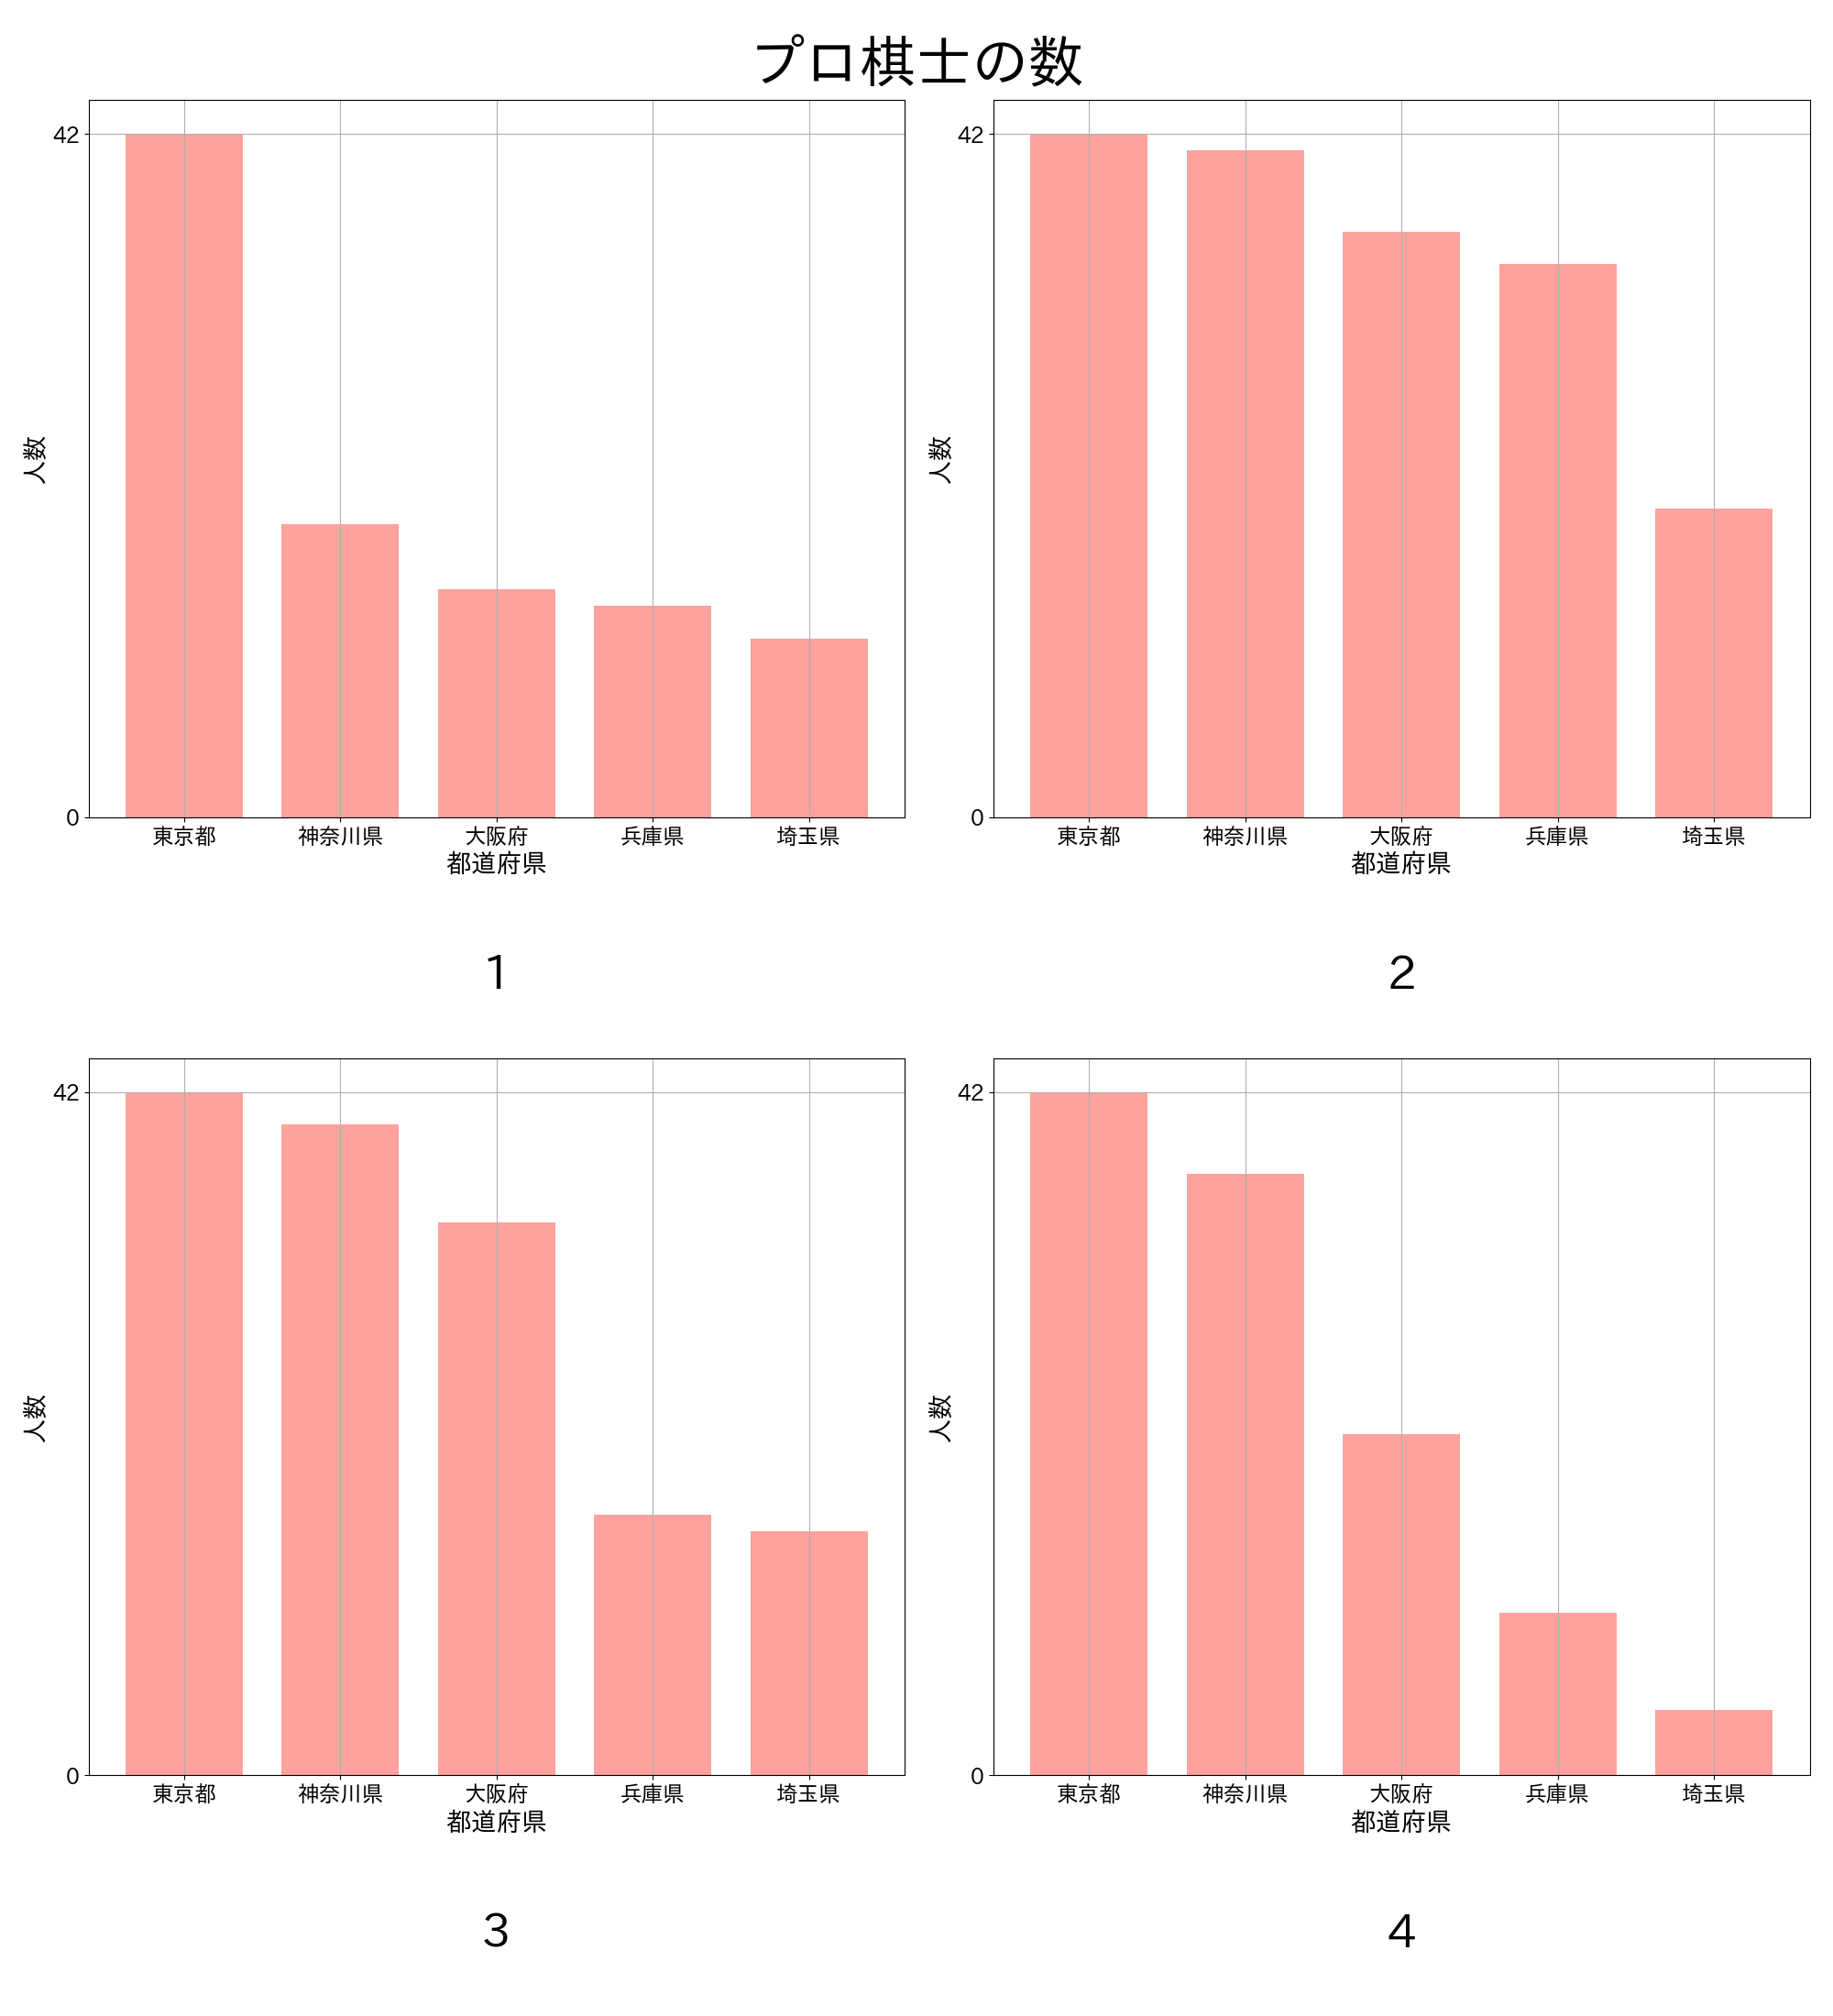 プロ棋士の数
42
0
人数
東京都 神奈川県 大阪府 兵庫県 埼玉県
都道府県
1
42
0
人数
東京都 神奈川県 大阪府 兵庫県 埼玉県
都道府県
2
42
0
人数
東京都 神奈川県 大阪府 兵庫県 埼玉県
都道府県
3
42
0
人数
東京都 神奈川県 大阪府 兵庫県 埼玉県
都道府県
4